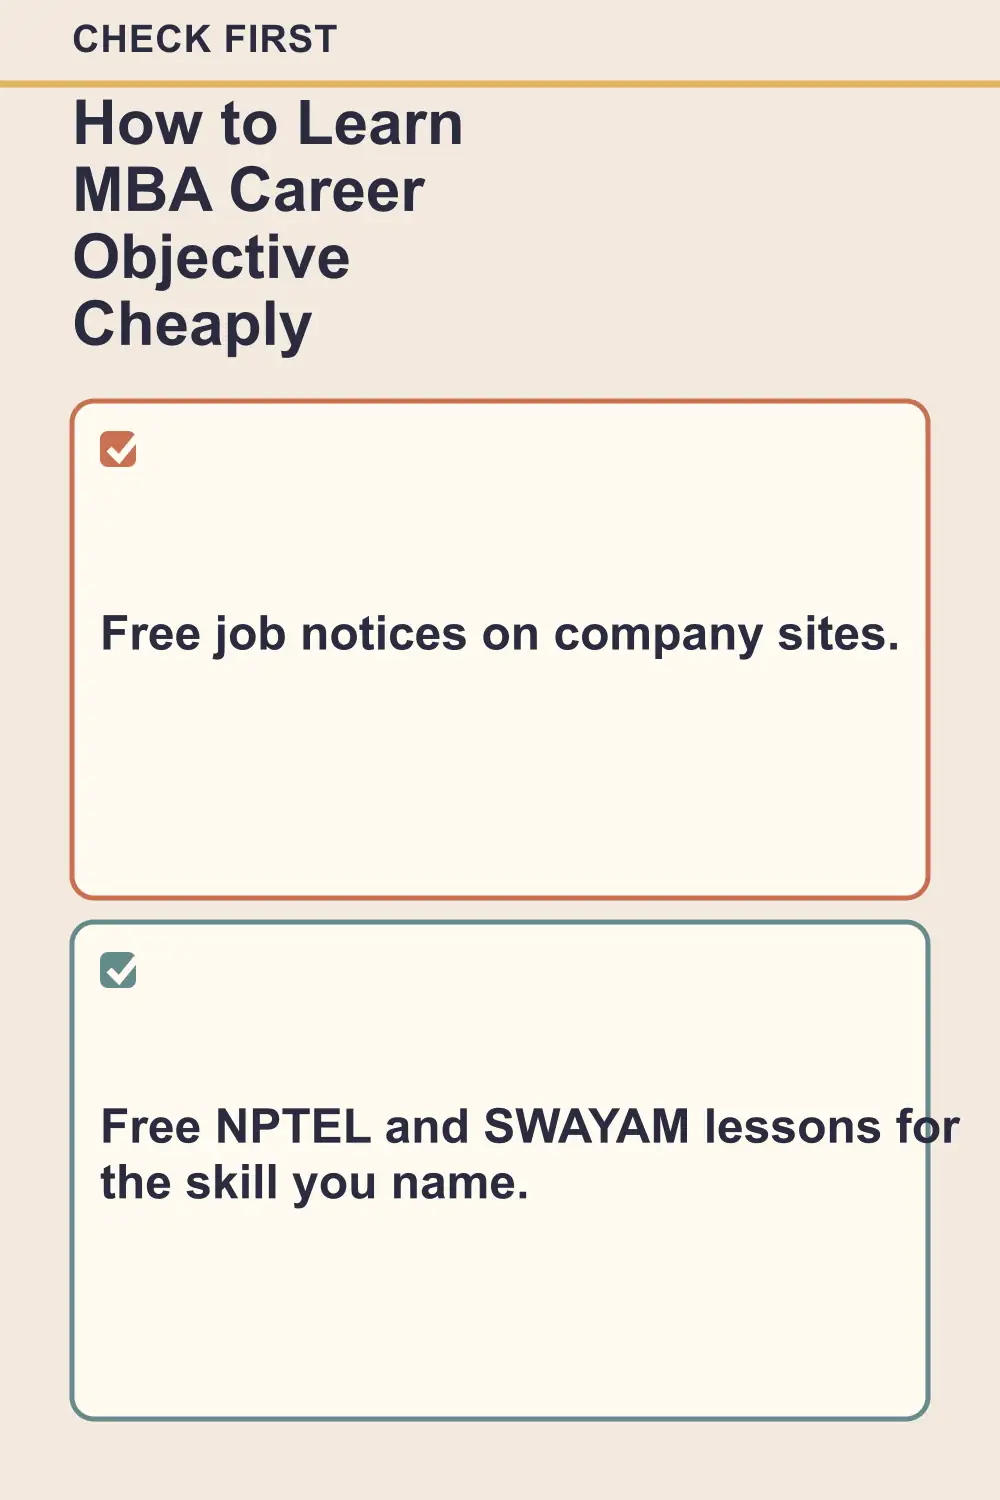 CHECK FIRST
How to Learn
MBA Career
Objective
Cheaply
Free job notices on company sites.
Free NPTEL and SWAYAM lessons for
the skill you name.